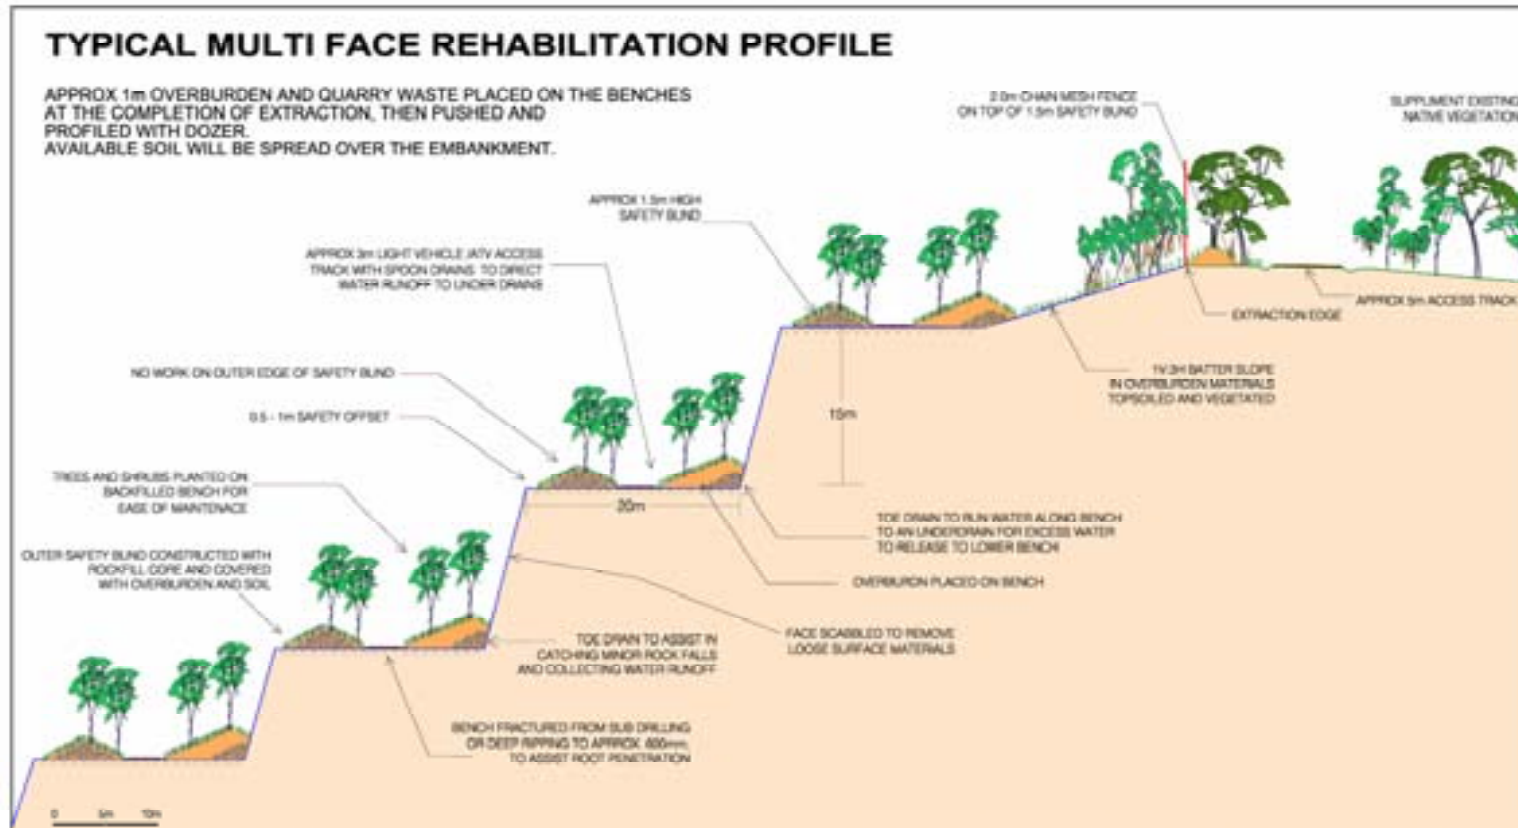 TYPICAL MULTI FACE REHABILITATION PROFILE
APPROX 1m OVERBURDEN AND QUARRY WASTE PLACED ON THE BENCHES
AT THE COMPLETION OF EXTRACTION, THEN PUSHED AND
PROFILED WITH DOZER.
AVAILABLE SOIL WILL BE SPREAD OVER THE EMBANKMENT.
2.0m CHAIN MESH FENCE
ON TOP OF 1.5m SAFETY BUND
SUPPLIMENT EXISTING
NATIVE VEGETATION
APPROX 1.5m HIGH
SAFETY BUND
APPROX 3m LIGHT VEHICLE /ATV ACCESS
TRACK WITH SPOON DRAINS TO DIRECT
WATER RUNOFF TO UNDER DRAINS
APPROX 5m ACCESS TRACK
EXTRACTION EDGE
NO WORK ON OUTER EDGE OF SAFETY BUND
1V:3H BATTER SLOPE
IN OVERBURDEN MATERIALS
TOPSOILED AND VEGETATED
0.5 - 1m SAFETY OFFSET
15m
TREES AND SHRUBS PLANTED ON
BACKFILLED BENCH FOR
EASE OF MAINTENACE
20m
TOE DRAIN TO RUN WATER ALONG BENCH
TO AN UNDERDRAIN FOR EXCESS WATER
TO RELEASE TO LOWER BENCH
OUTER SAFETY BUND CONSTRUCTED WITH
ROCKFILL CORE AND COVERED
WITH OVERBURDEN AND SOIL
OVERBURDN PLACED ON BENCH
TOE DRAIN TO ASSIST IN
CATCHING MINOR ROCK FALLS
AND COLLECTING WATER RUNOFF
FACE SCABBLED TO REMOVE
LOOSE SURFACE MATERIALS
BENCH FRACTURED FROM SUB DRILLING
OR DEEP RIPPING TO APPROX. 600mm,
TO ASSIST ROOT PENETRATION
0 5m 10m